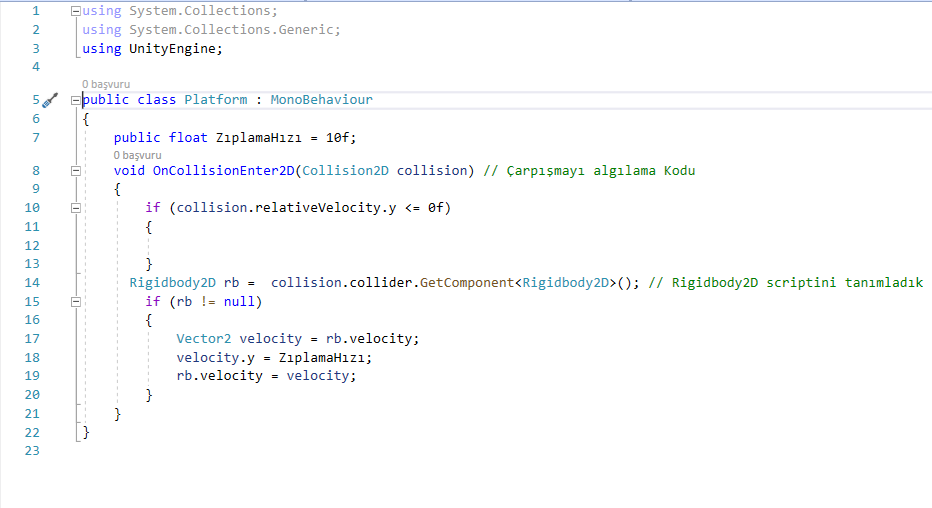 1 using System.Collections;
2 using System.Collections.Generic;
3 using UnityEngine;
4
0 başvuru
5 public class Platform : MonoBehaviour
6 {
7 public float ZıplamaHızı = 10f;
0 başvuru
8 void OnCollisionEnter2D(Collision2D collision) // Çarpışmayı algılama Kodu
9 {
10 if (collision.relativeVelocity.y <= 0f)
11 {
12
13 }
14 Rigidbody2D rb =  collision.collider.GetComponent<Rigidbody2D>(); // Rigidbody2D scriptini tanımladık
15 if (rb != null)
16 {
17 Vector2 velocity = rb.velocity;
18 velocity.y = ZıplamaHızı;
19 rb.velocity = velocity;
20 }
21 }
22 }
23